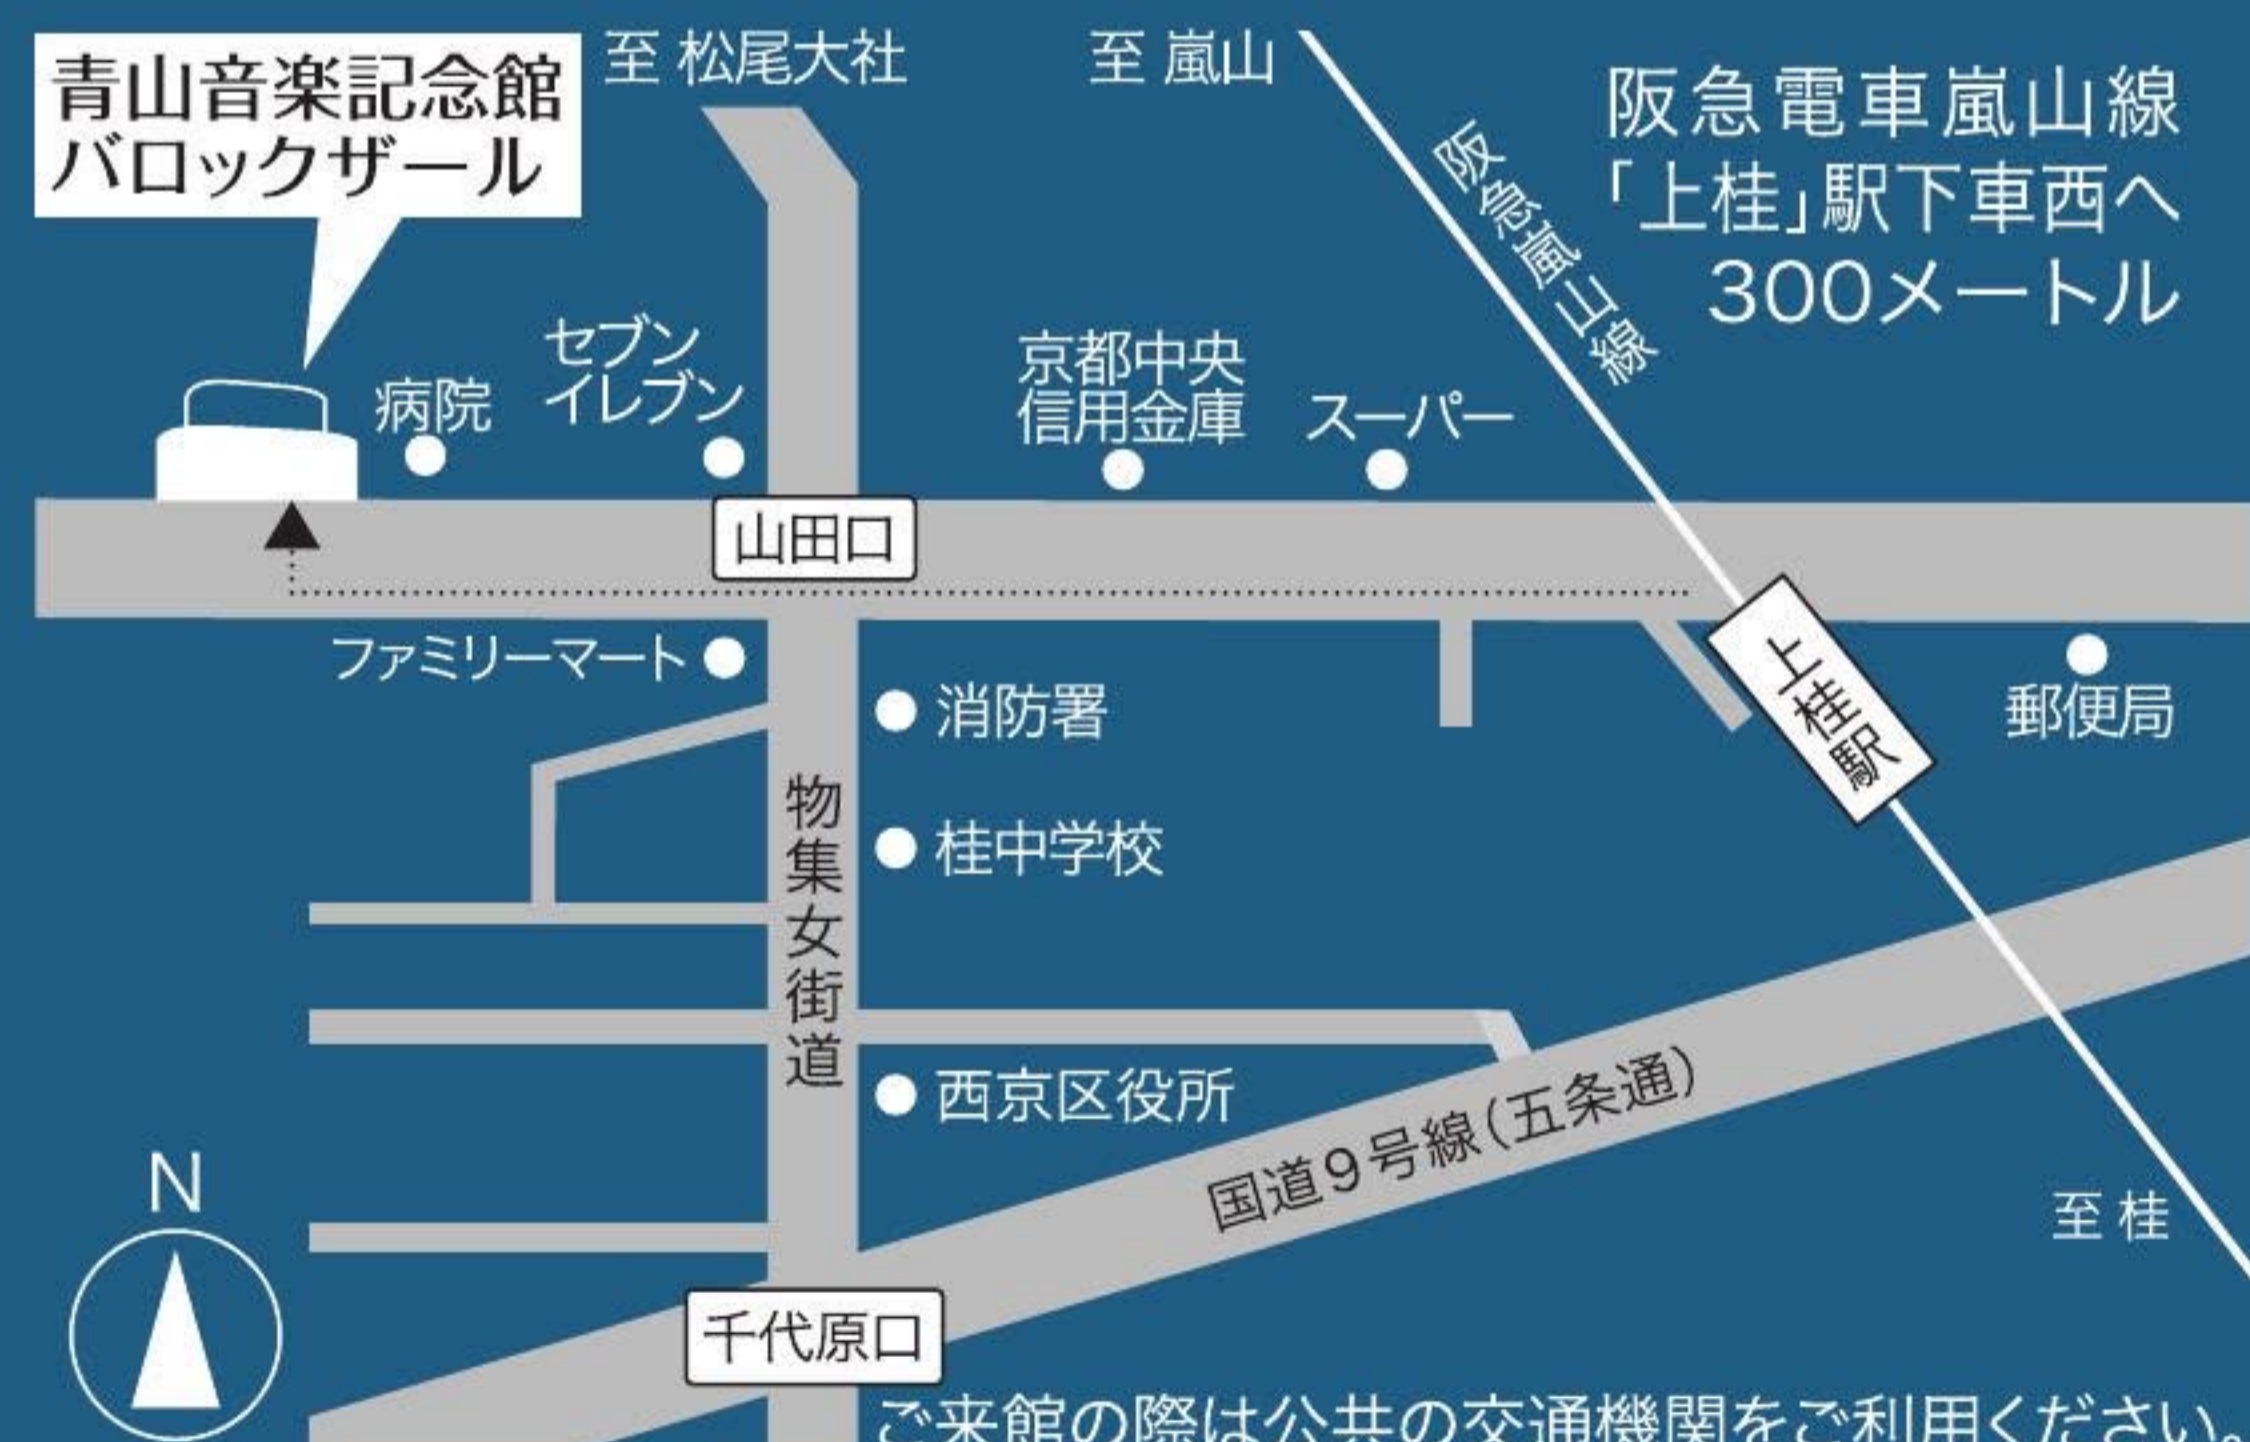 青山音楽記念館
バロックザール
至 松尾大社
至 嵐山
阪急電車嵐山線
「上桂」駅下車西へ
300メートル
阪急嵐山線
病院
セブン
イレブン
京都中央
信用金庫
スーパー
山田口
上桂駅
ファミリーマート
消防署
郵便局
物集女街道
桂中学校
西京区役所
国道9号線(五条通)
N
至 桂
千代原口
ご来館の際は公共の交通機関をご利用ください。